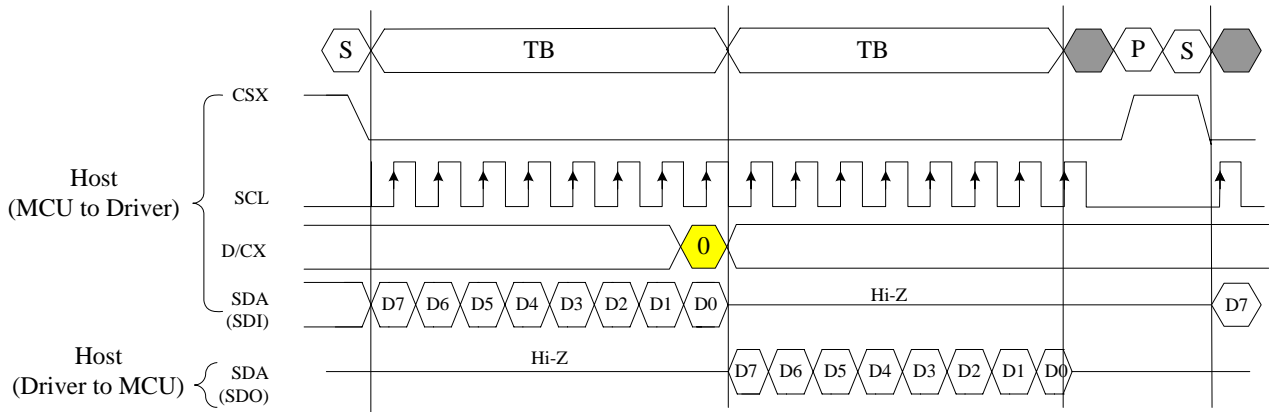 S TB TB P S
CSX
Host
(MCU to Driver)
SCL
D/CX 0
SDA
(SDI)
D7 D6 D5 D4 D3 D2 D1 D0 Hi-Z D7
Host
(Driver to MCU)
SDA
(SDO)
Hi-Z D7 D6 D5 D4 D3 D2 D1 D0